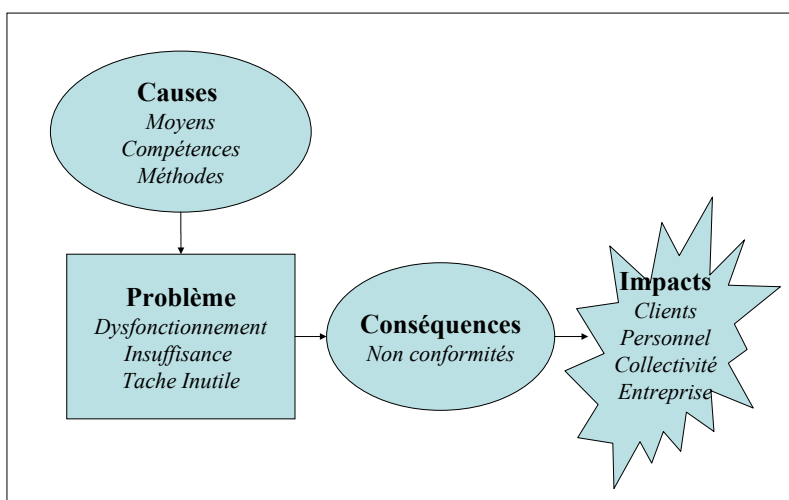 Causes
Moyens
Compétences
Méthodes
Problème
Dysfonctionnement
Insuffisance
Tache Inutile
Conséquences
Non conformités
Impacts
Clients
Personnel
Collectivité
Entreprise